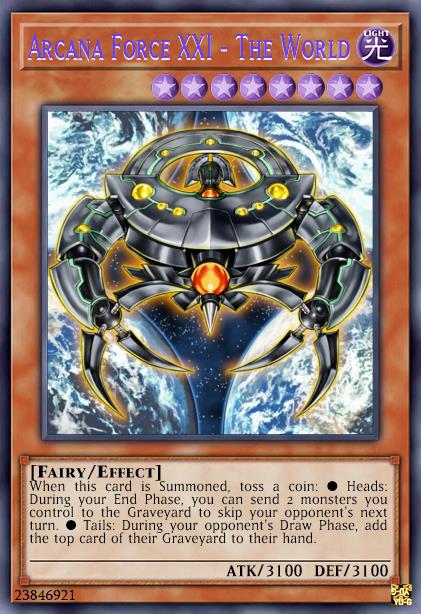 ARCANA FORCE XXI - THE WORLD
LIGHT
光
[FAIRY/EFFECT]
When this card is Summoned, toss a coin: ● Heads:
During your End Phase, you can send 2 monsters you
control to the Graveyard to skip your opponent's next
turn. ● Tails: During your opponent's Draw Phase, add
the top card of their Graveyard to their hand.
ATK/3100 DEF/3100
23846921